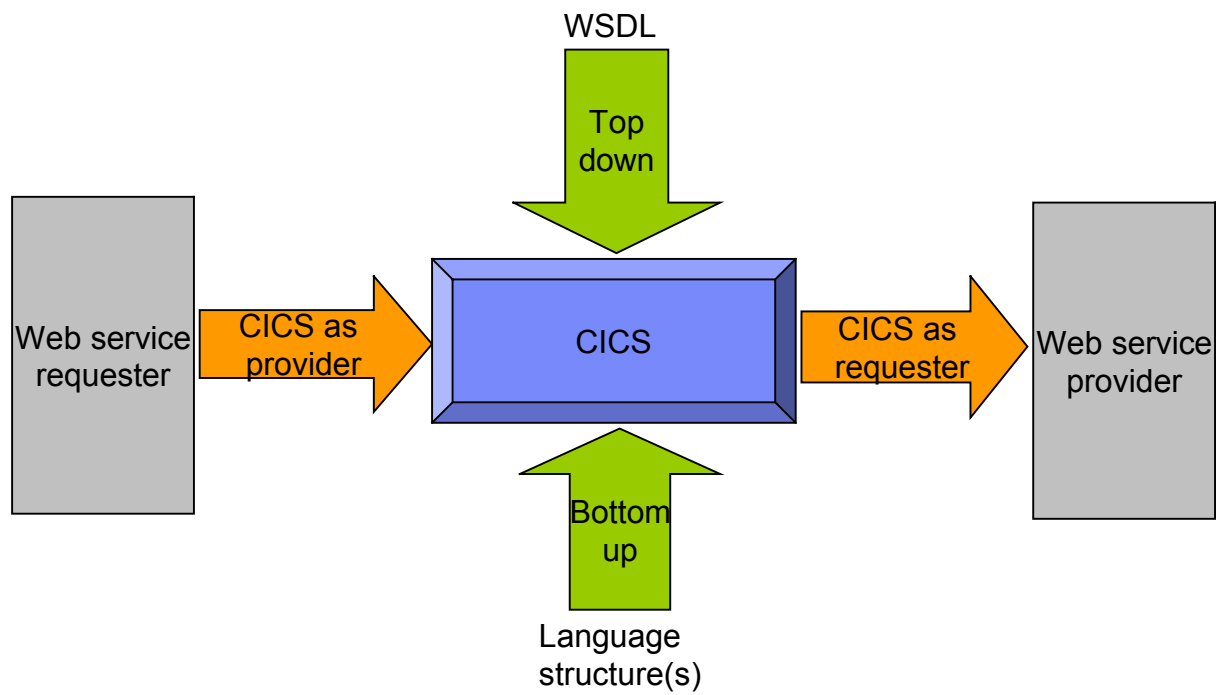 WSDL
Top
down
Web service
requester
CICS as
provider
CICS
CICS as
requester
Web service
provider
Bottom
up
Language
structure(s)